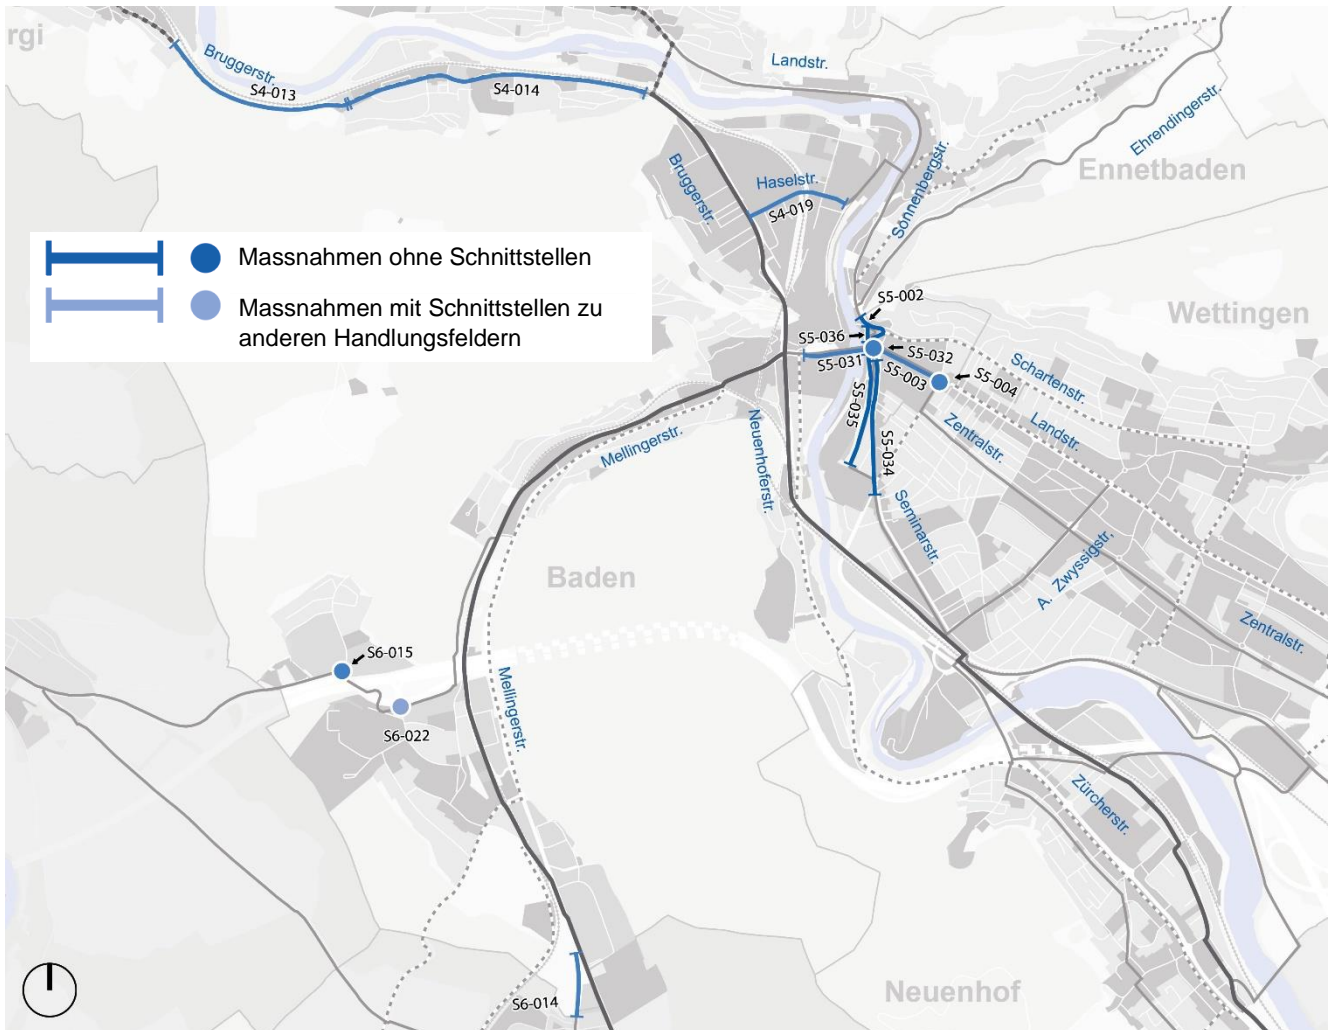 rgi
Bruggerstr.
S4-013
S4-014
Landstr.
Ehrendingerstr.
Ennetbaden
Bruggerstr.
Haselstr.
S4-019
Sonnenbergstr.
Massnahmen ohne Schnittstellen
Massnahmen mit Schnittstellen zu
anderen Handlungsfeldern
Wettingen
S5-002
S5-036
S5-032
S5-031
S5-003
S5-004
Schartenstr.
Landstr.
Zentralstr.
S5-035
S5-034
Mellingerstr.
Neuenhoferstr.
Seminarstr.
A. Zwyssigstr.
Zentralstr.
Baden
S6-015
S6-022
Mellingerstr.
Zürcherstr.
S6-014
Neuenhof